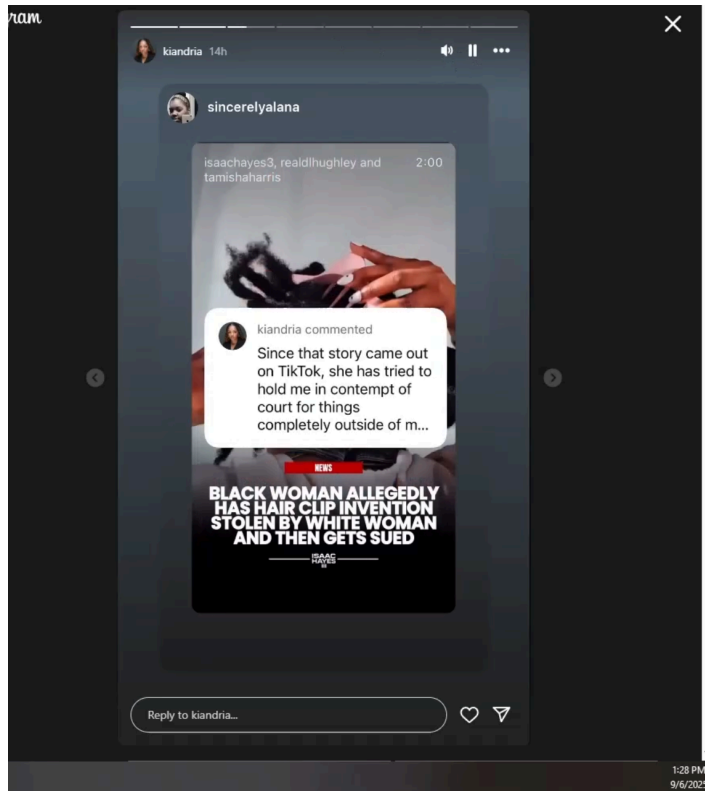 ram
kiandria 14h
sincerelyalana
isaachayes3, realdlhughley and
tamishaharris
2:00
kiandria commented
Since that story came out
on TikTok, she has tried to
hold me in contempt of
court for things
completely outside of m...
NEWS
BLACK WOMAN ALLEGEDLY
HAS HAIR CLIP INVENTION
STOLEN BY WHITE WOMAN
AND THEN GETS SUED
ISAAC
HAYES
Reply to kiandria...
1:28 PM
9/6/202